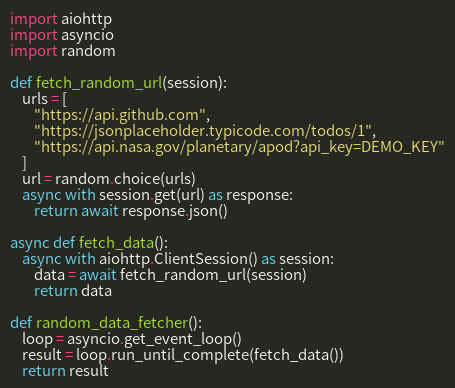 import aiohttp
import asyncio
import random

def fetch_random_url(session):
    urls = [
        "https://api.github.com",
        "https://jsonplaceholder.typicode.com/todos/1",
        "https://api.nasa.gov/planetary/apod?api_key=DEMO_KEY"
    ]
    url = random.choice(urls)
    async with session.get(url) as response:
        return await response.json()

async def fetch_data():
    async with aiohttp.ClientSession() as session:
        data = await fetch_random_url(session)
        return data

def random_data_fetcher():
    loop = asyncio.get_event_loop()
    result = loop.run_until_complete(fetch_data())
    return result